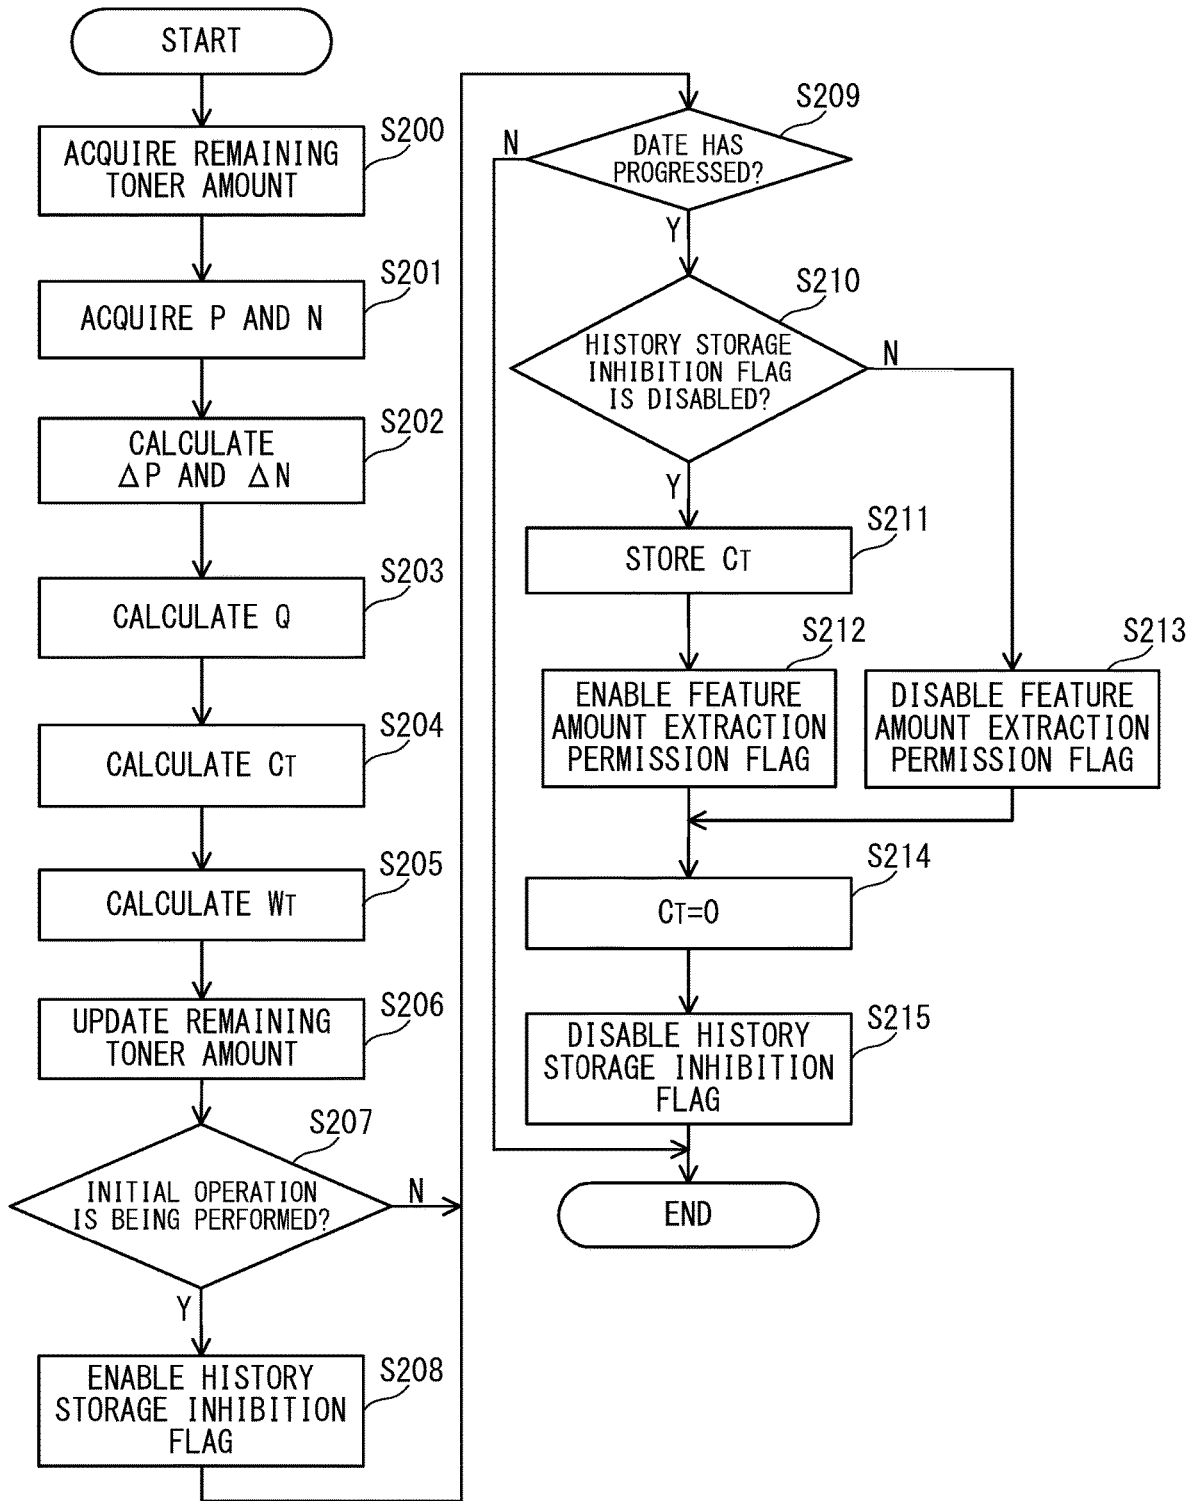 START
S200
ACQUIRE REMAINING
TONER AMOUNT
S201
ACQUIRE P AND N
S202
CALCULATE
ΔP AND ΔN
S203
CALCULATE Q
S204
CALCULATE CT
S205
CALCULATE WT
S206
UPDATE REMAINING
TONER AMOUNT
S207
INITIAL OPERATION
IS BEING PERFORMED?
N
Y
S208
ENABLE HISTORY
STORAGE INHIBITION
FLAG
S209
DATE HAS
PROGRESSED?
N
Y
S210
HISTORY STORAGE
INHIBITION FLAG
IS DISABLED?
N
Y
S211
STORE CT
S212
ENABLE FEATURE
AMOUNT EXTRACTION
PERMISSION FLAG
S213
DISABLE FEATURE
AMOUNT EXTRACTION
PERMISSION FLAG
S214
CT=0
S215
DISABLE HISTORY
STORAGE INHIBITION
FLAG
END